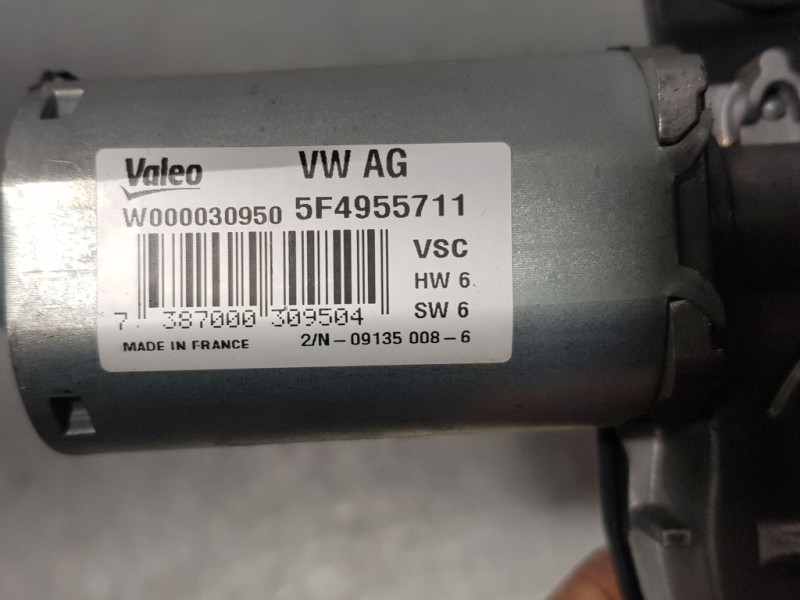 Valeo VW AG
W000030950 5F4955711
VSC
HW 6
SW 6
7 387000 309504
MADE IN FRANCE 2/N-09135 008-6